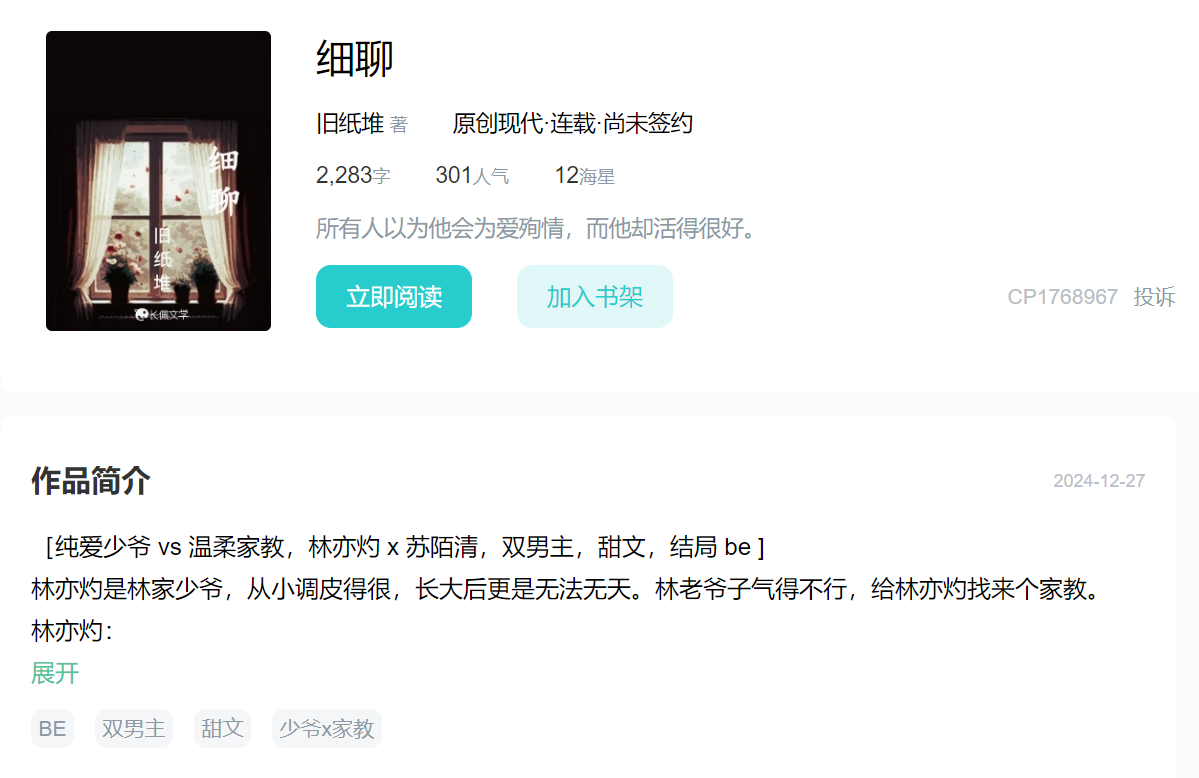 细聊
旧纸堆 著 原创现代·连载·尚未签约
2,283字 301人气 12海星
所有人以为他会为爱殉情，而他却活得很好。
立即阅读 加入书架 CP1768967 投诉
细聊
旧纸堆
长佩文学
作品简介 2024-12-27
［纯爱少爷 vs 温柔家教，林亦灼 x 苏陌清，双男主，甜文，结局 be ］
林亦灼是林家少爷，从小调皮得很，长大后更是无法无天。林老爷子气得不行，给林亦灼找来个家教。
林亦灼：
展开
BE 双男主 甜文 少爷x家教